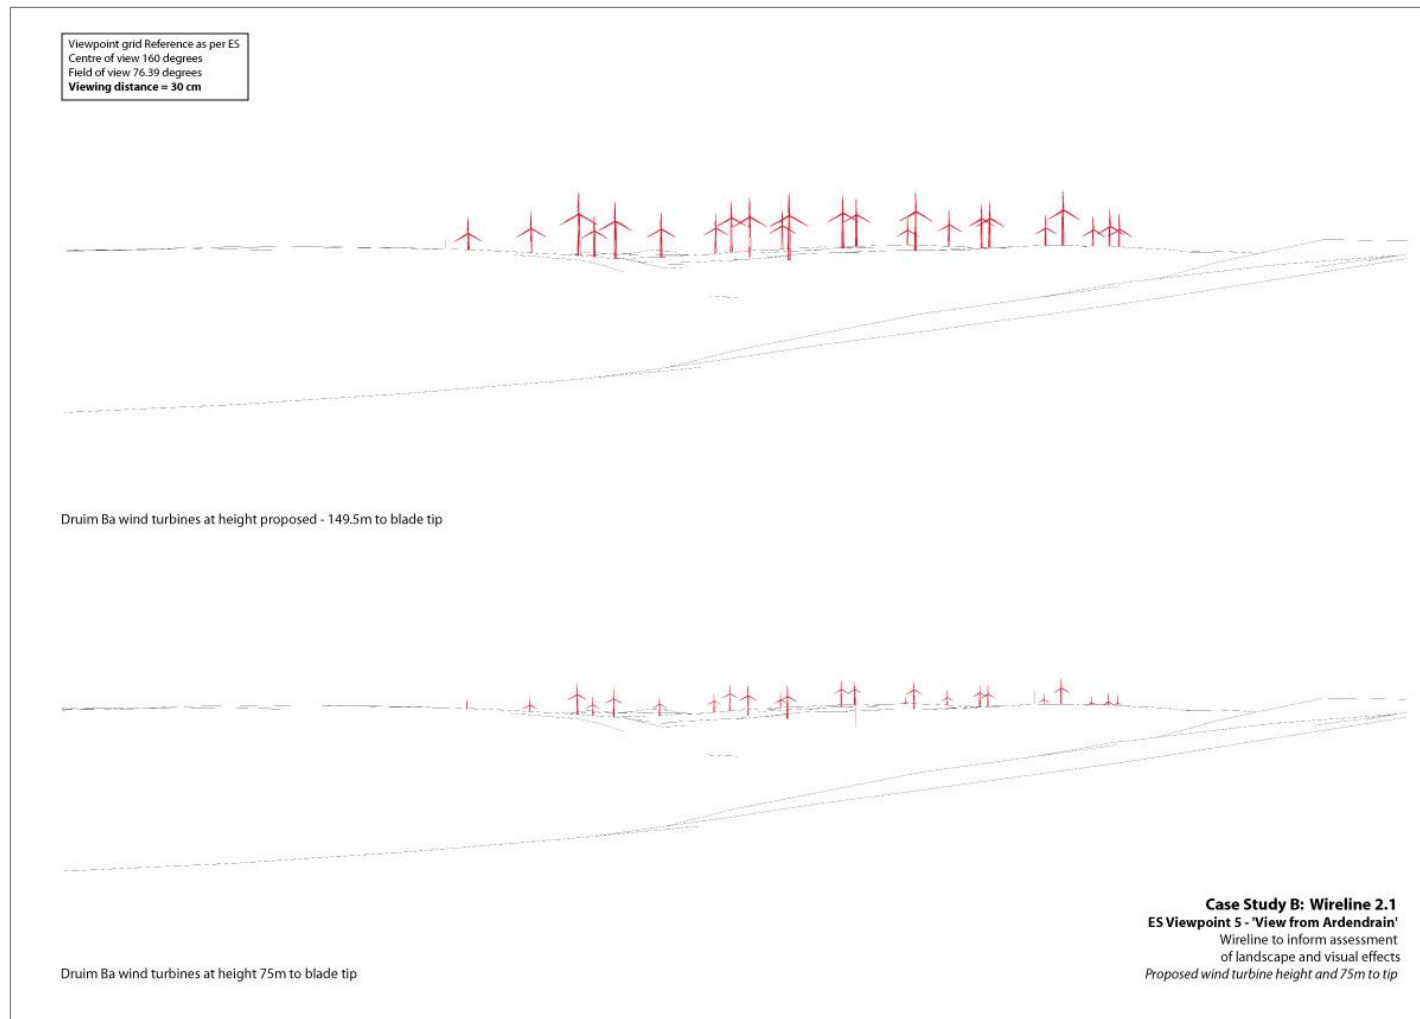 Viewpoint grid Reference as per ES
Centre of view 160 degrees
Field of view 76.39 degrees
Viewing distance = 30 cm
Druim Ba wind turbines at height proposed - 149.5m to blade tip
Druim Ba wind turbines at height 75m to blade tip
Case Study B: Wireline 2.1
ES Viewpoint 5 - 'View from Ardendrain'
Wireline to inform assessment
of landscape and visual effects
Proposed wind turbine height and 75m to tip